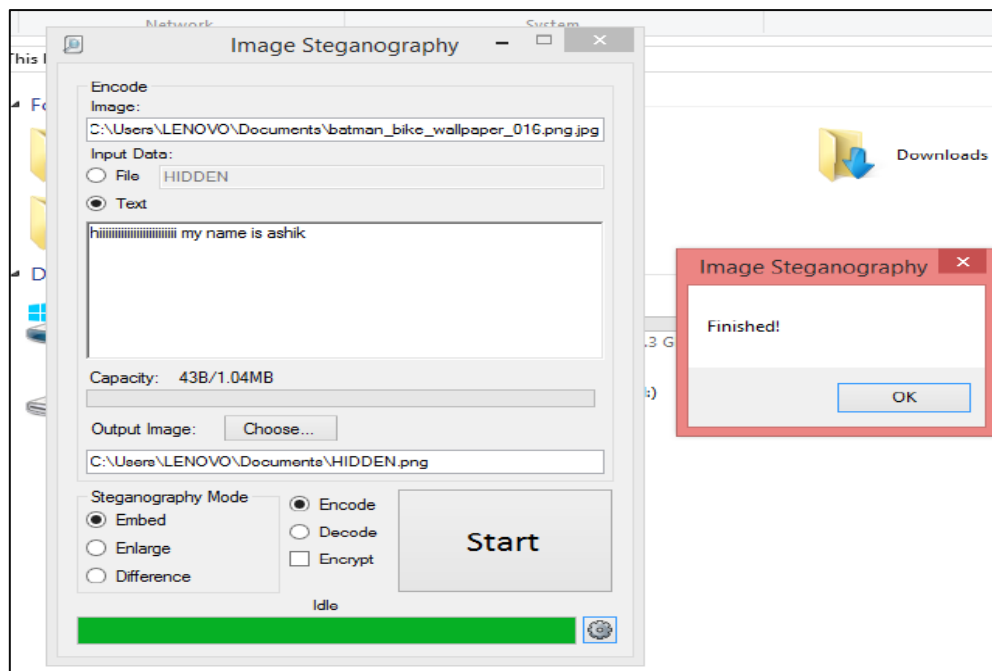 Network System
Image Steganography
This
Encode
Image:
C:\Users\LENOVO\Documents\batman_bike_wallpaper_016.png.jpg
Input Data:
File HIDDEN
Text
hiiiiiiiiiiiiiiiiiiiiiiiii my name is ashik
Capacity: 43B/1.04MB
Output Image: Choose...
C:\Users\LENOVO\Documents\HIDDEN.png
Steganography Mode
Embed
Enlarge
Difference
Encode
Decode
Encrypt
Start
Idle
Downloads
Image Steganography
Finished!
OK
.3 G
:)